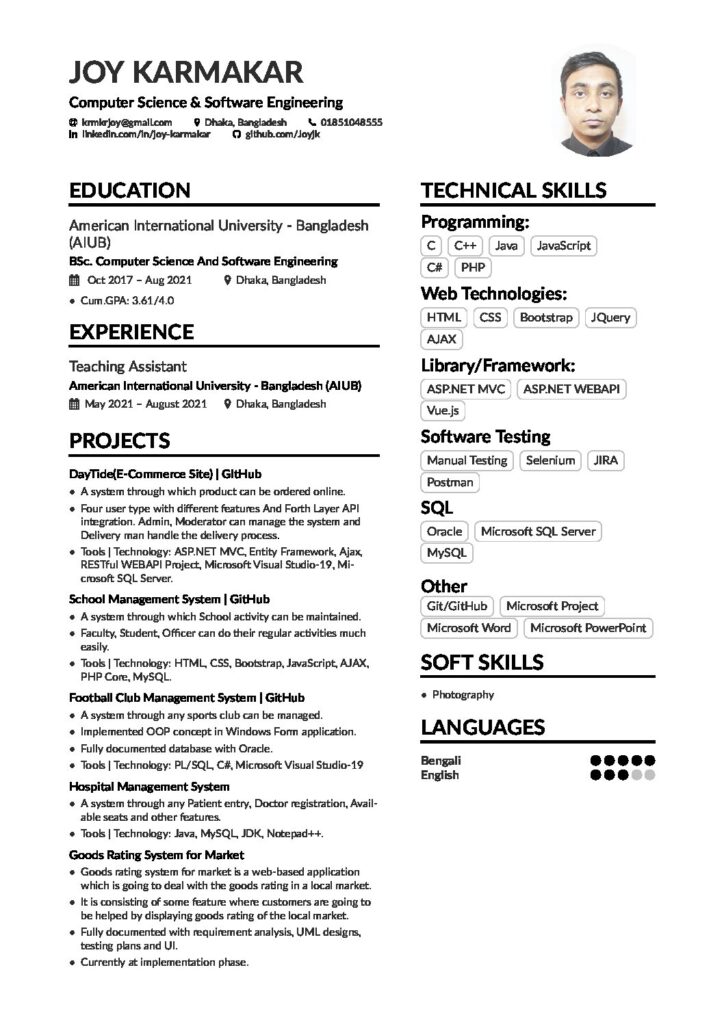 JOY KARMAKAR
Computer Science & Software Engineering
krmkrjoy@gmail.com Dhaka, Bangladesh 01851048555
linkedin.com/in/joy-karmakar github.com/Joyjk
EDUCATION
American International University - Bangladesh
(AIUB)
BSc. Computer Science And Software Engineering
Oct 2017 – Aug 2021 Dhaka, Bangladesh
• Cum.GPA: 3.61/4.0
EXPERIENCE
Teaching Assistant
American International University - Bangladesh (AIUB)
May 2021 – August 2021 Dhaka, Bangladesh
PROJECTS
DayTide(E-Commerce Site) | GitHub
• A system through which product can be ordered online.
• Four user type with different features And Forth Layer API
integration. Admin, Moderator can manage the system and
Delivery man handle the delivery process.
• Tools | Technology: ASP.NET MVC, Entity Framework, Ajax,
RESTful WEBAPI Project, Microsoft Visual Studio-19, Mi-
crosoft SQL Server.
School Management System | GitHub
• A system through which School activity can be maintained.
• Faculty, Student, Officer can do their regular activities much
easily.
• Tools | Technology: HTML, CSS, Bootstrap, JavaScript, AJAX,
PHP Core, MySQL.
Football Club Management System | GitHub
• A system through any sports club can be managed.
• Implemented OOP concept in Windows Form application.
• Fully documented database with Oracle.
• Tools | Technology: PL/SQL, C#, Microsoft Visual Studio-19
Hospital Management System
• A system through any Patient entry, Doctor registration, Avail-
able seats and other features.
• Tools | Technology: Java, MySQL, JDK, Notepad++.
Goods Rating System for Market
• Goods rating system for market is a web-based application
which is going to deal with the goods rating in a local market.
• It is consisting of some feature where customers are going to
be helped by displaying goods rating of the local market.
• Fully documented with requirement analysis, UML designs,
testing plans and UI.
• Currently at implementation phase.
TECHNICAL SKILLS
Programming:
C C++ Java JavaScript
C# PHP
Web Technologies:
HTML CSS Bootstrap JQuery
AJAX
Library/Framework:
ASP.NET MVC ASP.NET WEBAPI
Vue.js
Software Testing
Manual Testing Selenium JIRA
Postman
SQL
Oracle Microsoft SQL Server
MySQL
Other
Git/GitHub Microsoft Project
Microsoft Word Microsoft PowerPoint
SOFT SKILLS
• Photography
LANGUAGES
Bengali
English